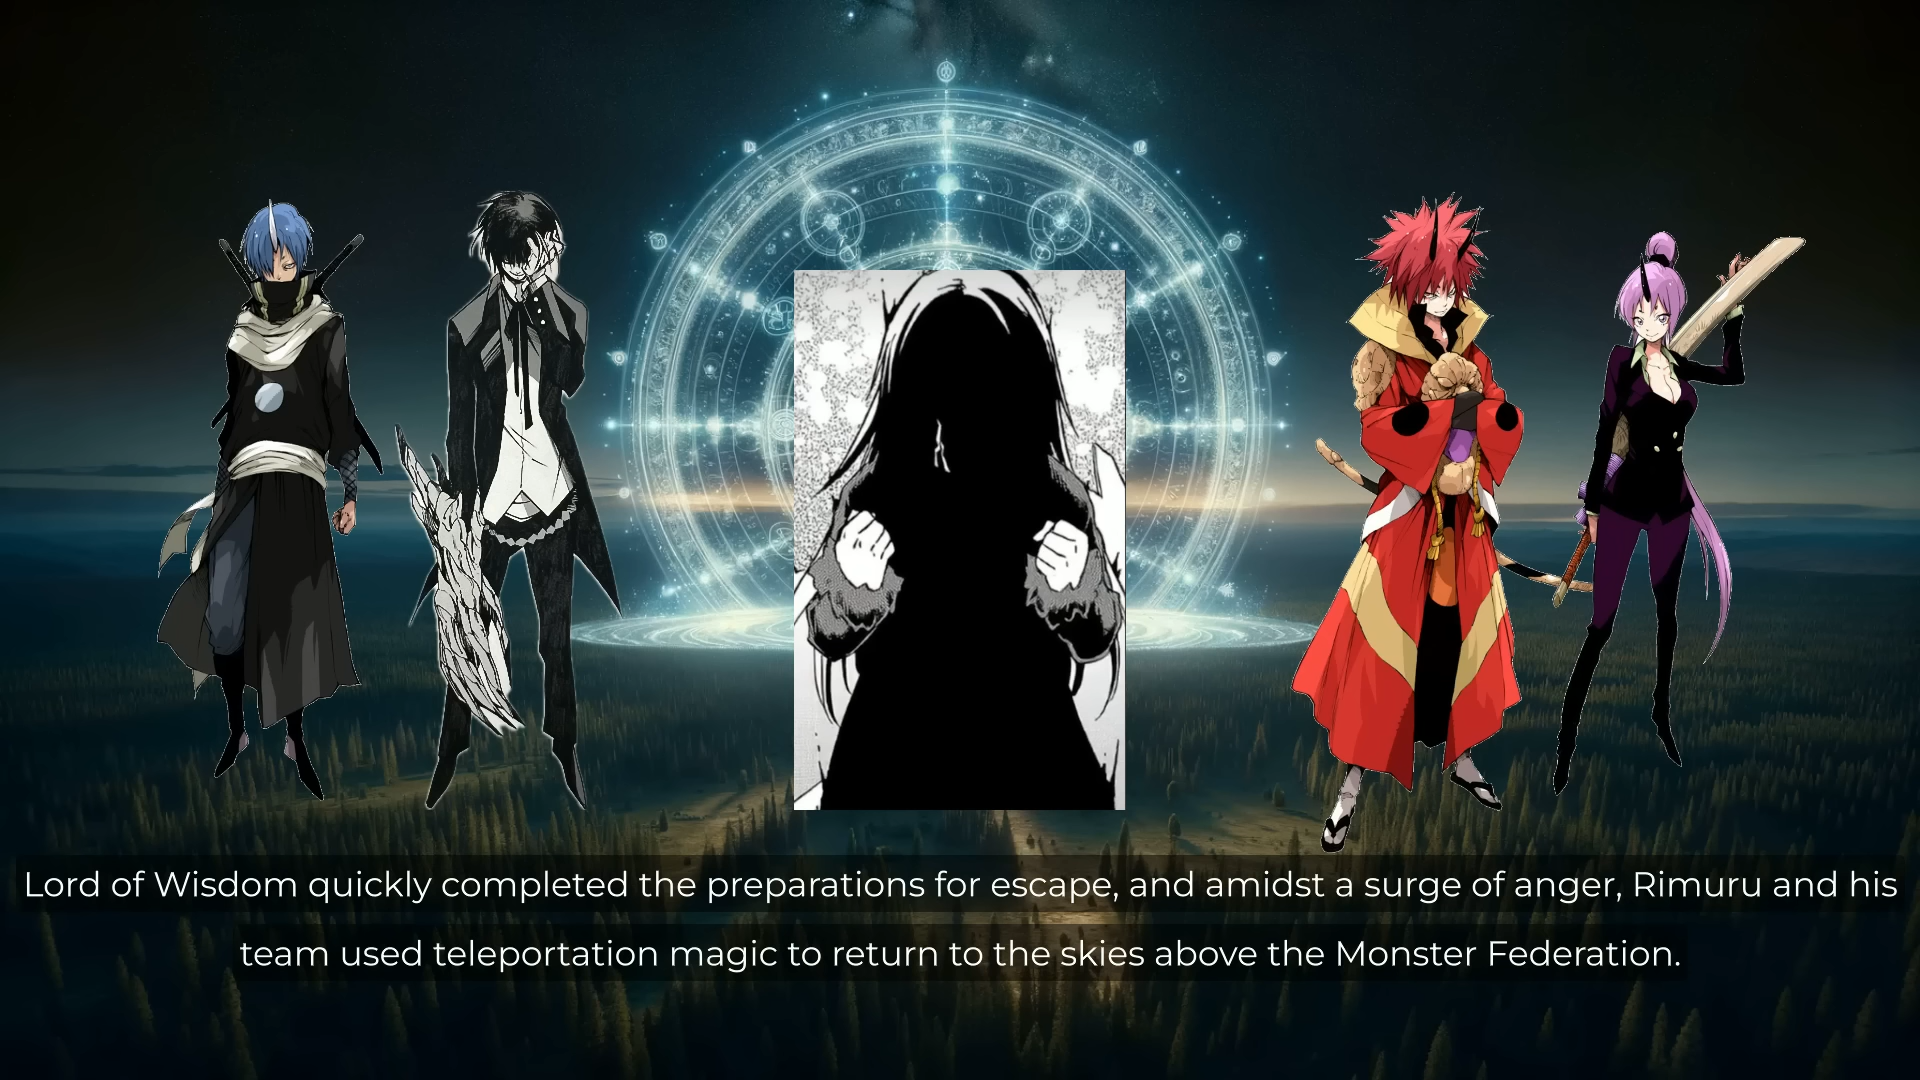 Lord of Wisdom quickly completed the preparations for escape, and amidst a surge of anger, Rimuru and his
team used teleportation magic to return to the skies above the Monster Federation.